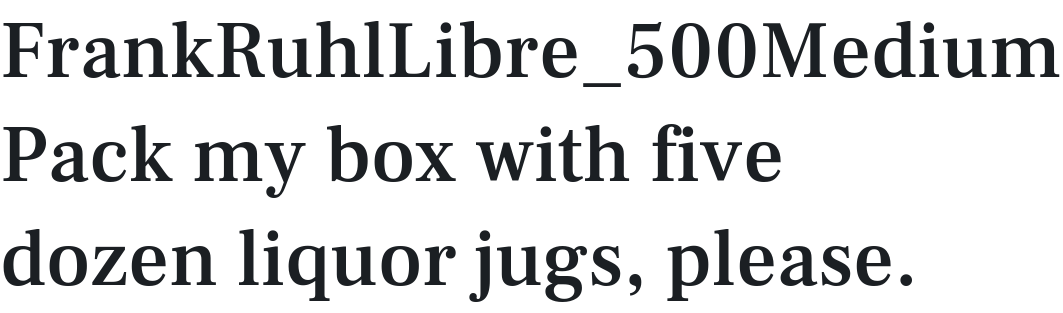 FrankRuhlLibre_500Medium
Pack my box with five
dozen liquor jugs, please.